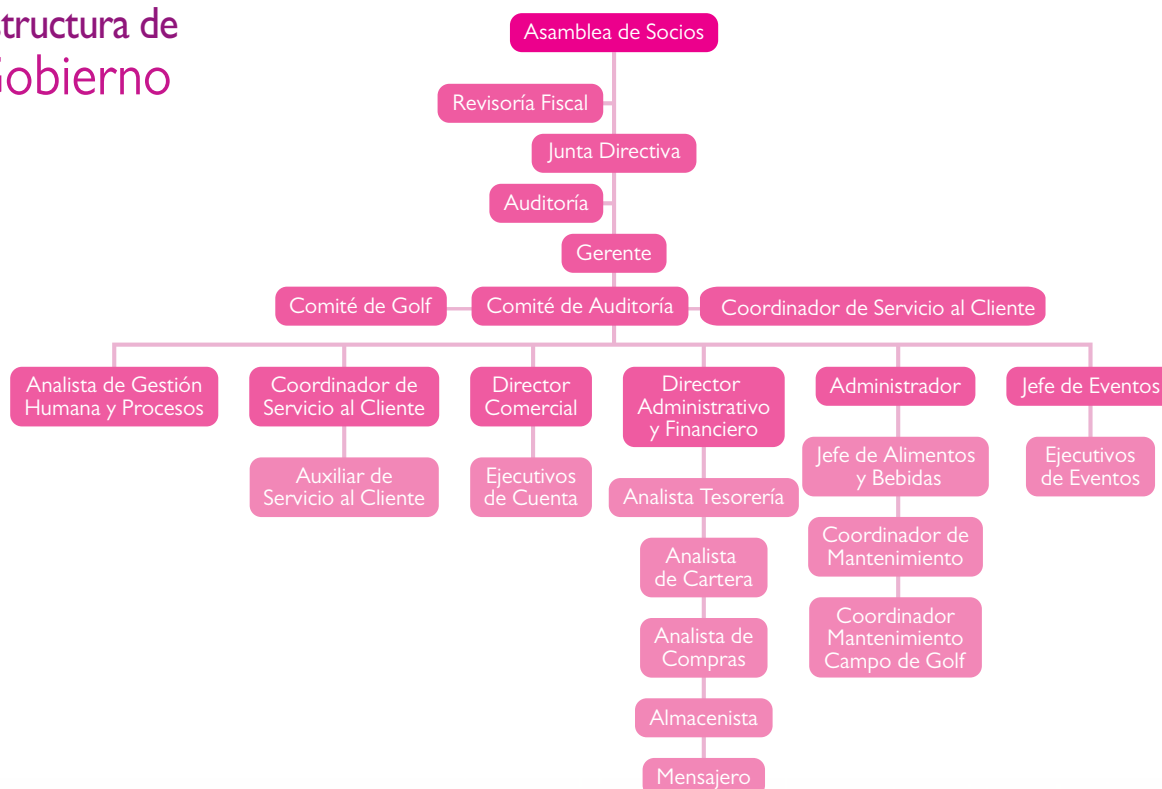 structura de
Gobierno
Asamblea de Socios
Revisoría Fiscal
Junta Directiva
Auditoría
Gerente
Comité de Golf
Comité de Auditoría
Coordinador de Servicio al Cliente
Analista de Gestión
Humana y Procesos
Coordinador de
Servicio al Cliente
Auxiliar de
Servicio al Cliente
Director
Comercial
Ejecutivos
de Cuenta
Director
Administrativo
y Financiero
Analista Tesorería
Analista
de Cartera
Analista de
Compras
Almacenista
Mensajero
Administrador
Jefe de Alimentos
y Bebidas
Coordinador de
Mantenimiento
Coordinador
Mantenimiento
Campo de Golf
Jefe de Eventos
Ejecutivos
de Eventos